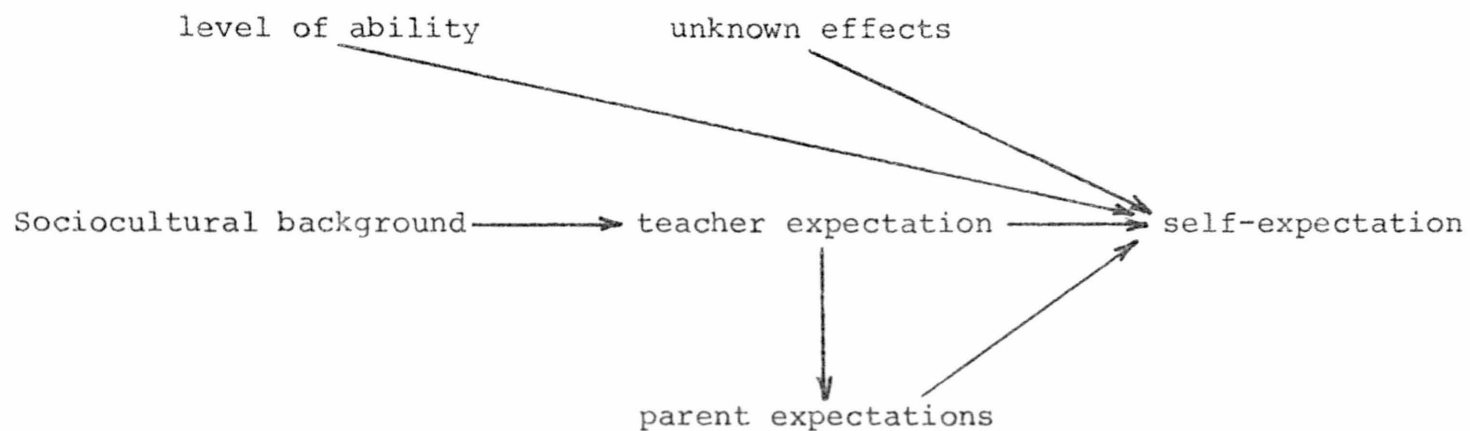 level of ability unknown effects
Sociocultural background teacher expectation self-expectation
parent expectations